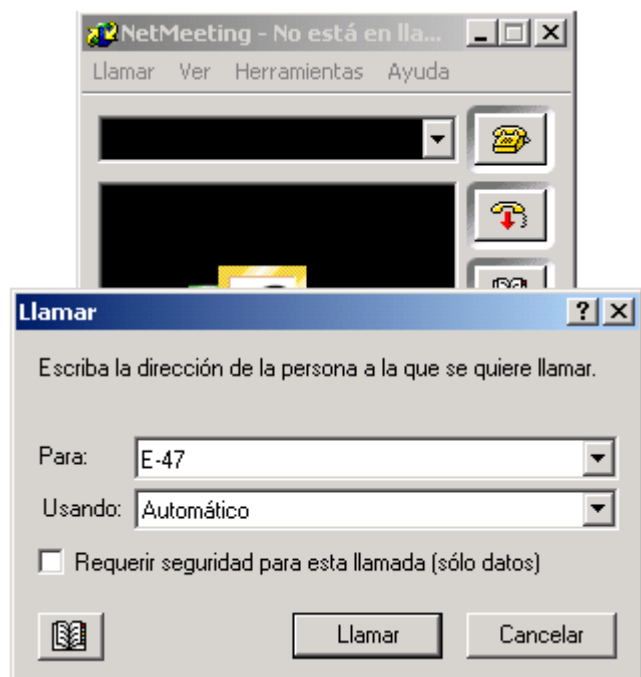 NetMeeting - No está en lla...
Llamar Ver Herramientas Ayuda
Llamar
Escriba la dirección de la persona a la que se quiere llamar.
Para: E-47
Usando: Automático
Requerir seguridad para esta llamada (sólo datos)
Llamar Cancelar